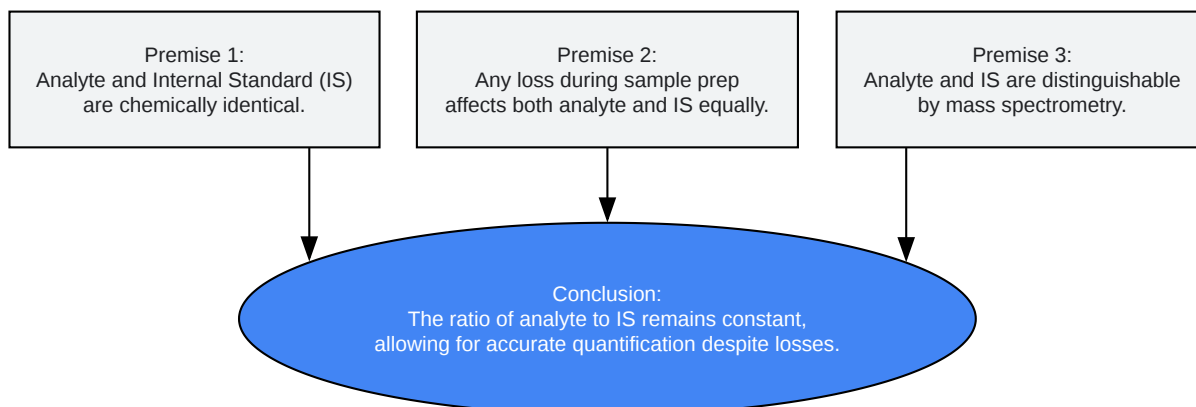 Premise 1:
Analyte and Internal Standard (IS)
are chemically identical.
Premise 2:
Any loss during sample prep
affects both analyte and IS equally.
Premise 3:
Analyte and IS are distinguishable
by mass spectrometry.
Conclusion:
The ratio of analyte to IS remains constant,
allowing for accurate quantification despite losses.